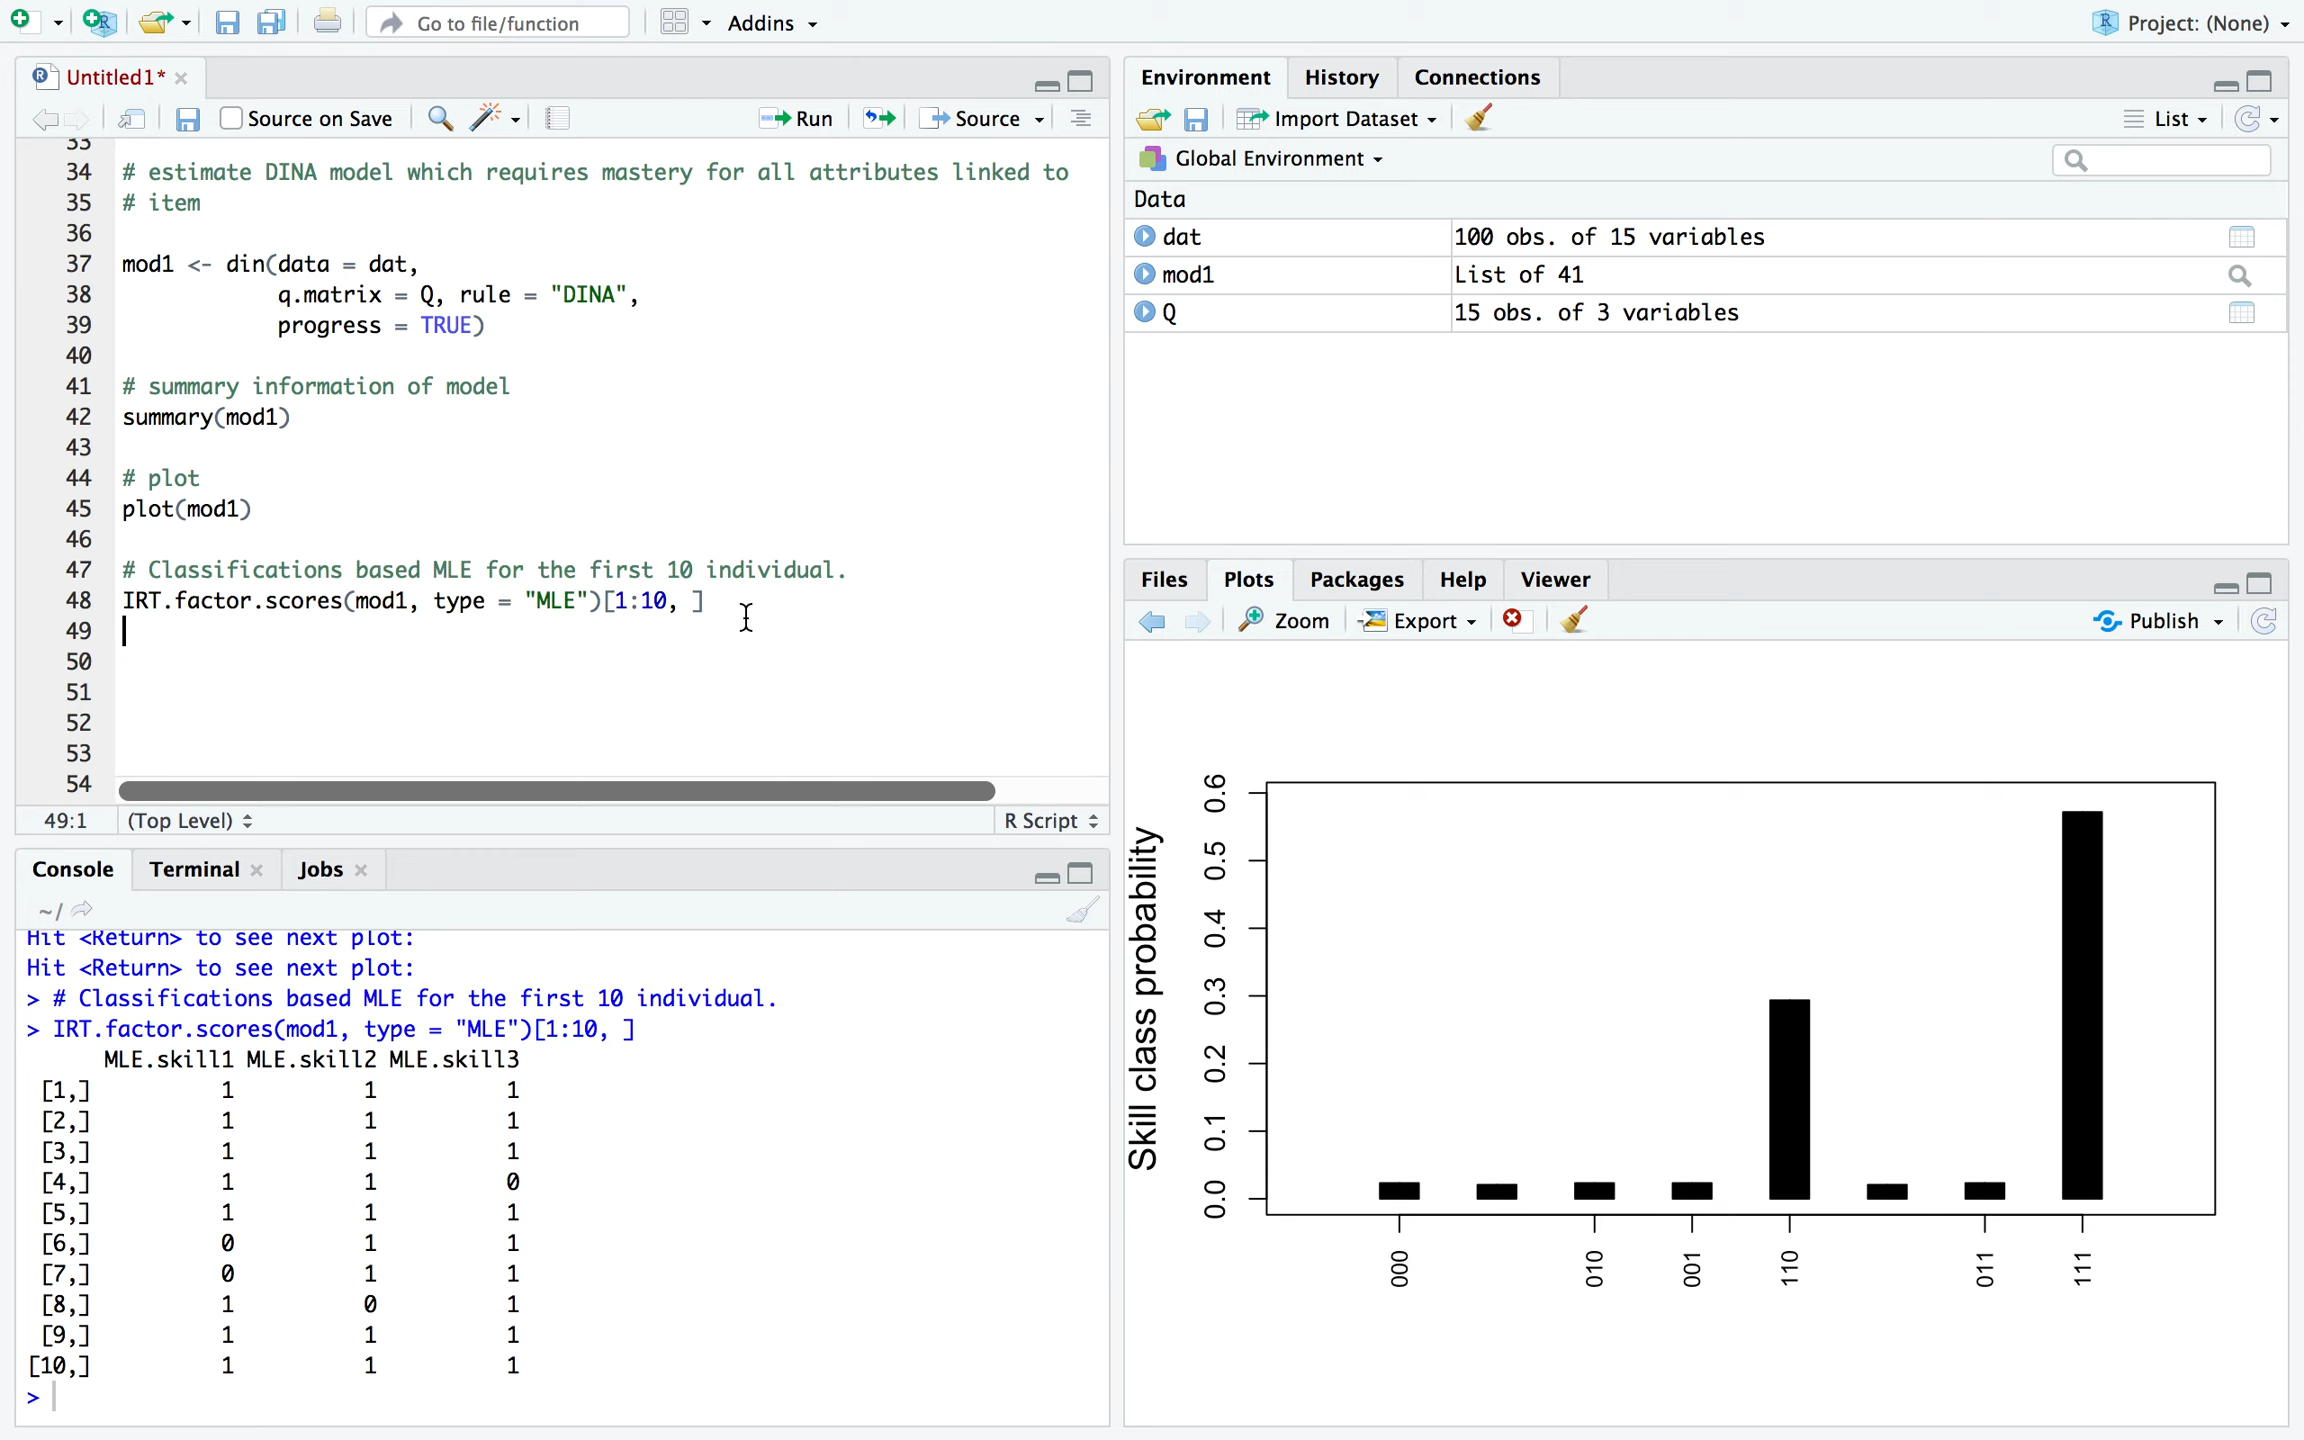 Go to file/function
Addins
Project: (None)
Untitled1*
Source on Save
Run
Source
33
34 # estimate DINA model which requires mastery for all attributes linked to
35 # item
36
37 mod1 <- din(data = dat,
38 q.matrix = Q, rule = "DINA",
39 progress = TRUE)
40
41 # summary information of model
42 summary(mod1)
43
44 # plot
45 plot(mod1)
46
47 # Classifications based MLE for the first 10 individual.
48 IRT.factor.scores(mod1, type = "MLE")[1:10, ]
49
50
51
52
53
54
49:1 (Top Level) R Script
Console Terminal Jobs
~/
Hit <Return> to see next plot:
Hit <Return> to see next plot:
> # Classifications based MLE for the first 10 individual.
> IRT.factor.scores(mod1, type = "MLE")[1:10, ]
MLE.skill1 MLE.skill2 MLE.skill3
[1,] 1 1 1
[2,] 1 1 1
[3,] 1 1 1
[4,] 1 1 0
[5,] 1 1 1
[6,] 0 1 1
[7,] 0 1 1
[8,] 1 0 1
[9,] 1 1 1
[10,] 1 1 1
>
Environment History Connections
Import Dataset
List
Global Environment
Data
dat 100 obs. of 15 variables
mod1 List of 41
Q 15 obs. of 3 variables
Files Plots Packages Help Viewer
Zoom Export Publish
Skill class probability
0.6
0.5
0.4
0.3
0.2
0.1
0.0
000 010 001 110 011 111